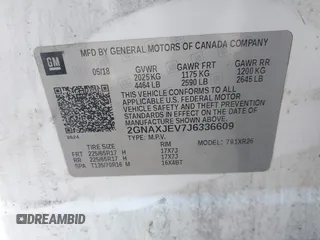 GM
MFD BY GENERAL MOTORS OF CANADA COMPANY
05/18 GVWR GAWR FRT GAWR RR
2025 KG 1175 KG 1200 KG
4464 LB 2590 LB 2645 LB
THIS VEHICLE CONFORMS TO ALL APPLICABLE
U.S. FEDERAL MOTOR VEHICLE SAFETY, BUMPER, AND
THEFT PREVENTION STANDARDS IN EFFECT ON THE DATE
OF MANUFACTURE SHOWN ABOVE.
2GNAXJEV7J6336609
TYPE: M.P.V. MODEL:
TIRE SIZE RIM
FRT 225/65R17 H 17X7J
RR 225/65R17 H 17X7J
SPA T135/70R16 M 16X4BT